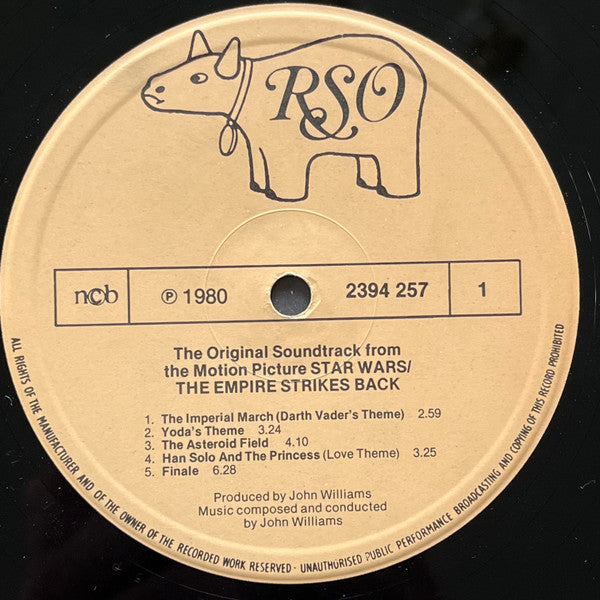 RSO
ncb
℗ 1980
2394 257
1
The Original Soundtrack from
the Motion Picture STAR WARS/
THE EMPIRE STRIKES BACK
1. The Imperial March (Darth Vader's Theme) 2.59
2. Yoda's Theme 3.24
3. The Asteroid Field 4.10
4. Han Solo And The Princess (Love Theme) 3.25
5. Finale 6.28
Produced by John Williams
Music composed and conducted
by John Williams
ALL RIGHTS OF THE MANUFACTURER AND OF THE OWNER OF THE RECORDED WORK RESERVED · UNAUTHORISED PUBLIC PERFORMANCE BROADCASTING AND COPYING OF THIS RECORD PROHIBITED